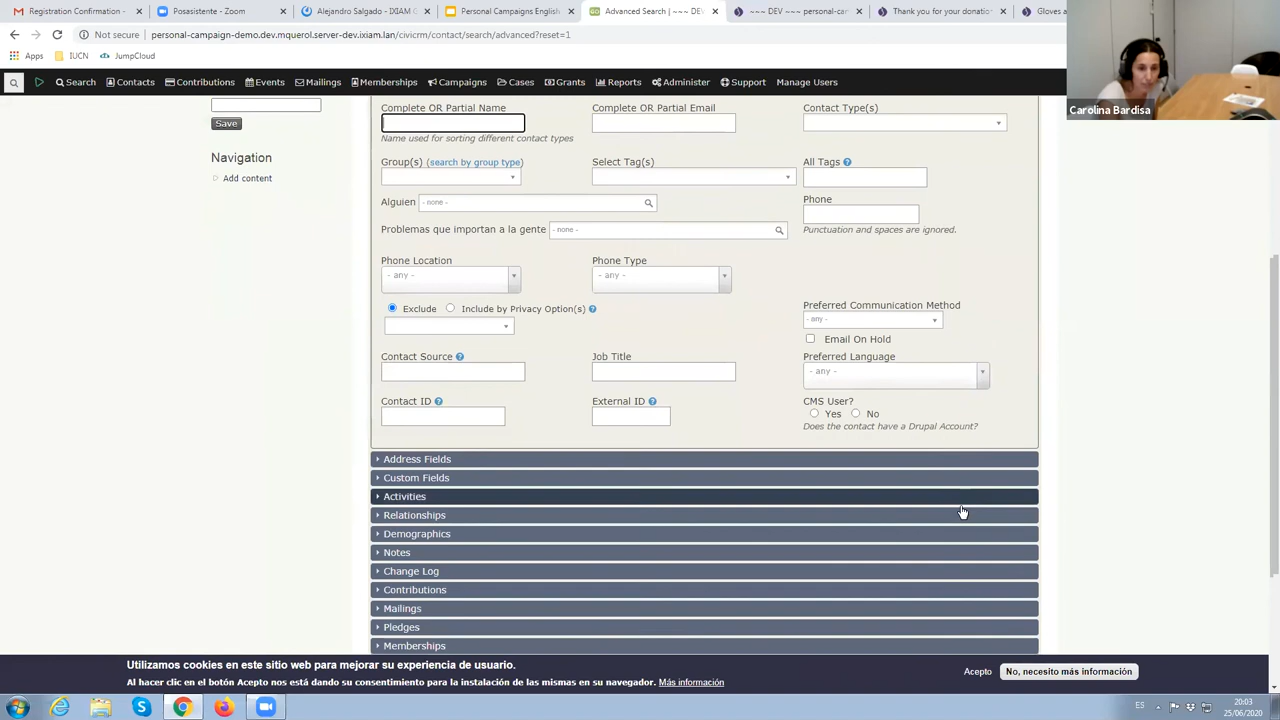 Registration Confirmation -
Posasistente - Zoom
Alejandro Salgado - IXIAM G
Personal Campaigns English
Advanced Search | ~~~ DEV
~~~ DEV ~~~ personal-cam
Thank you for your donatio
Gloves a
Not secure | personal-campaign-demo.dev.mquerol.server-dev.ixiam.lan/civicrm/contact/search/advanced?reset=1
Apps IUCN JumpCloud
Search Contacts Contributions Events Mailings Memberships Campaigns Cases Grants Reports Administer Support Manage Users
Carolina Bardisa
Save
Navigation
Add content
Complete OR Partial Name Complete OR Partial Email Contact Type(s)
Name used for sorting different contact types
Group(s) (search by group type) Select Tag(s) All Tags
Alguien - none -
Phone
Problemas que importan a la gente - none -
Punctuation and spaces are ignored.
Phone Location Phone Type
- any - - any -
Exclude Include by Privacy Option(s)
Preferred Communication Method
- any -
Email On Hold
Contact Source Job Title Preferred Language
- any -
Contact ID External ID CMS User?
Yes No
Does the contact have a Drupal Account?
Address Fields
Custom Fields
Activities
Relationships
Demographics
Notes
Change Log
Contributions
Mailings
Pledges
Memberships
Utilizamos cookies en este sitio web para mejorar su experiencia de usuario.
Al hacer clic en el botón Acepto nos está dando su consentimiento para la instalación de las mismas en su navegador. Más información
Acepto No, necesito más información
ES 20:03
25/06/2020